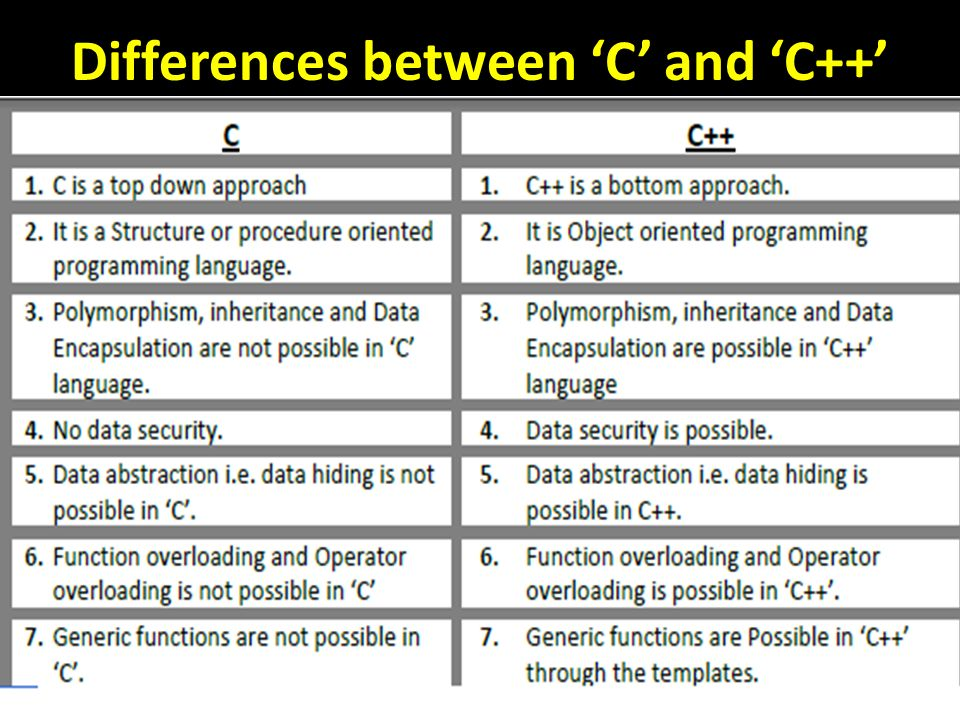 Differences between ‘C’ and ‘C++’
C
C++
1. C is a top down approach
1. C++ is a bottom approach.
2. It is a Structure or procedure oriented
programming language.
2. It is Object oriented programming
language.
3. Polymorphism, inheritance and Data
Encapsulation are not possible in ‘C’
language.
3. Polymorphism, inheritance and Data
Encapsulation are possible in ‘C++’
language
4. No data security.
4. Data security is possible.
5. Data abstraction i.e. data hiding is not
possible in ‘C’.
5. Data abstraction i.e. data hiding is
possible in C++.
6. Function overloading and Operator
overloading is not possible in ‘C’
6. Function overloading and Operator
overloading is possible in ‘C++’.
7. Generic functions are not possible in
‘C’.
7. Generic functions are Possible in ‘C++’
through the templates.